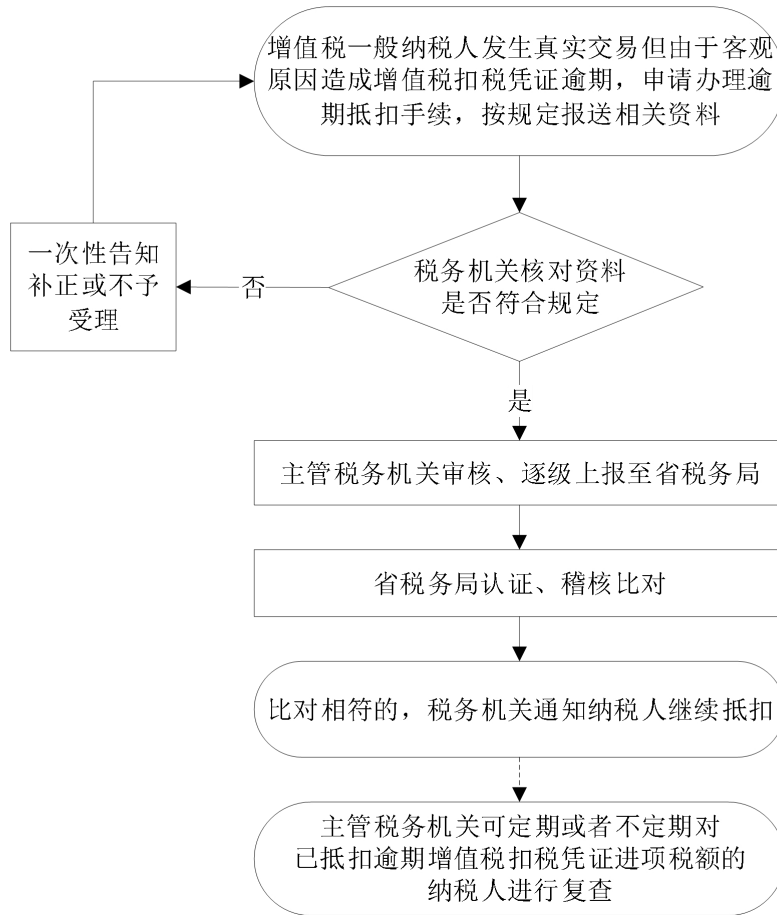 增值税一般纳税人发生真实交易但由于客观
原因造成增值税扣税凭证逾期，申请办理逾
期抵扣手续，按规定报送相关资料
一次性告知
补正或不予
受理
否
税务机关核对资料
是否符合规定
是
主管税务机关审核、逐级上报至省税务局
省税务局认证、稽核比对
比对相符的，税务机关通知纳税人继续抵扣
主管税务机关可定期或者不定期对
已抵扣逾期增值税扣税凭证进项税额的
纳税人进行复查